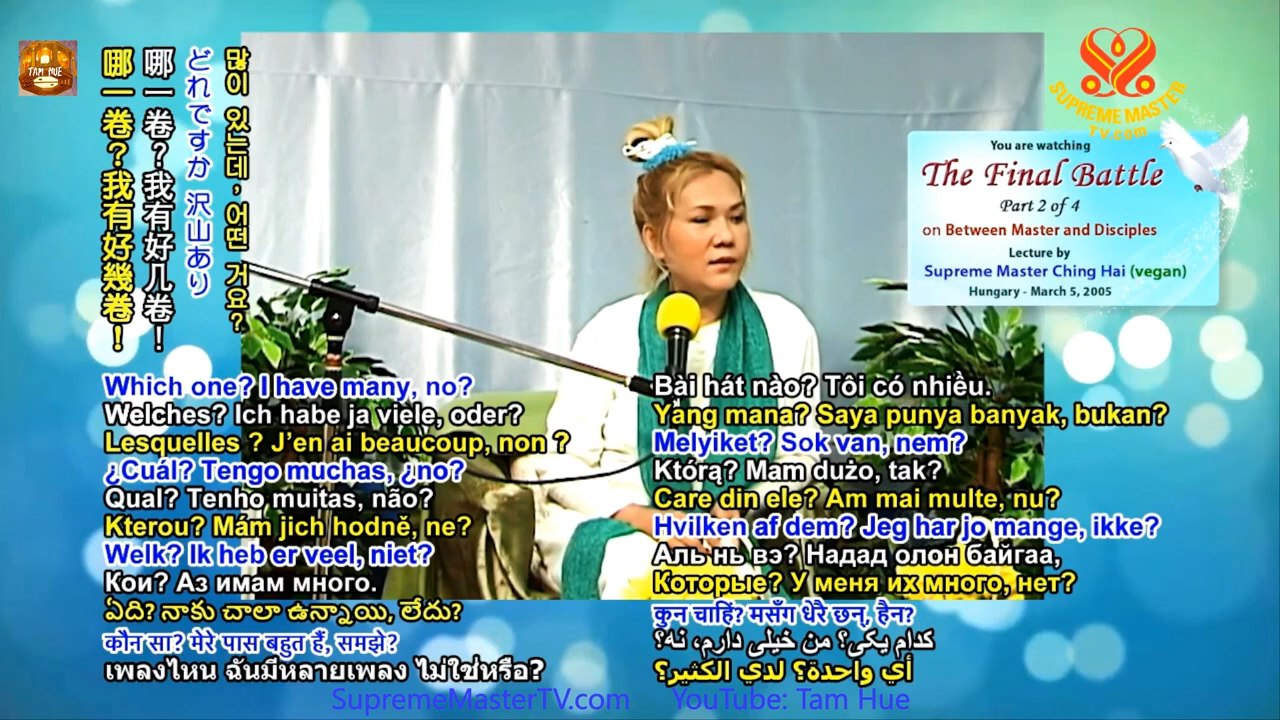 TAM HUE
哪一卷？我有好幾卷！
哪一卷？我有好几卷！
どれですか 沢山あり
많이 있는데, 어떤 거요?
SUPREME MASTER
TV.com
You are watching
The Final Battle
Part 2 of 4
on Between Master and Disciples
Lecture by
Supreme Master Ching Hai (vegan)
Hungary - March 5, 2005
Which one? I have many, no?
Welches? Ich habe ja viele, oder?
Lesquelles ? J’en ai beaucoup, non ?
¿Cuál? Tengo muchas, ¿no?
Qual? Tenho muitas, não?
Kterou? Mám jich hodně, ne?
Welk? Ik heb er veel, niet?
Кои? Аз имам много.
ఏది? నాకు చాలా ఉన్నాయి, లేదు?
कौन सा? मेरे पास बहुत हैं, समझे?
เพลงไหน ฉันมีหลายเพลง ไม่ใช่หรือ?
Bài hát nào? Tôi có nhiều.
Yang mana? Saya punya banyak, bukan?
Melyiket? Sok van, nem?
Którą? Mam dużo, tak?
Care din ele? Am mai multe, nu?
Hvilken af dem? Jeg har jo mange, ikke?
Аль нь вэ? Надад олон байгаа,
Которые? У меня их много, нет?
कुन चाहिं? मसँग धेरै छन्, हैन?
کدام یکی؟ من خیلی دارم، نه؟
أي واحدة؟ لدي الكثير؟
SupremeMasterTV.com
YouTube: Tam Hue